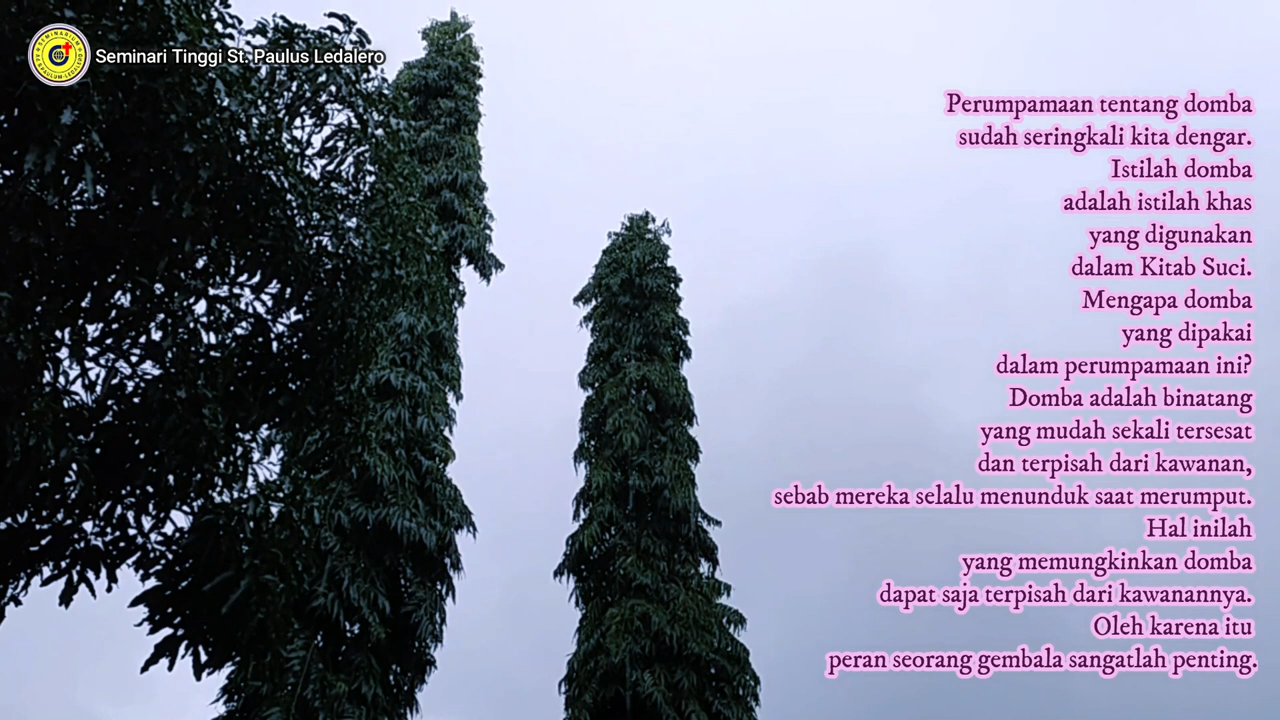 Seminari Tinggi St. Paulus Ledalero
Perumpamaan tentang domba
sudah seringkali kita dengar.
Istilah domba
adalah istilah khas
yang digunakan
dalam Kitab Suci.
Mengapa domba
yang dipakai
dalam perumpamaan ini?
Domba adalah binatang
yang mudah sekali tersesat
dan terpisah dari kawanan,
sebab mereka selalu menunduk saat merumput.
Hal inilah
yang memungkinkan domba
dapat saja terpisah dari kawanannya.
Oleh karena itu
peran seorang gembala sangatlah penting.